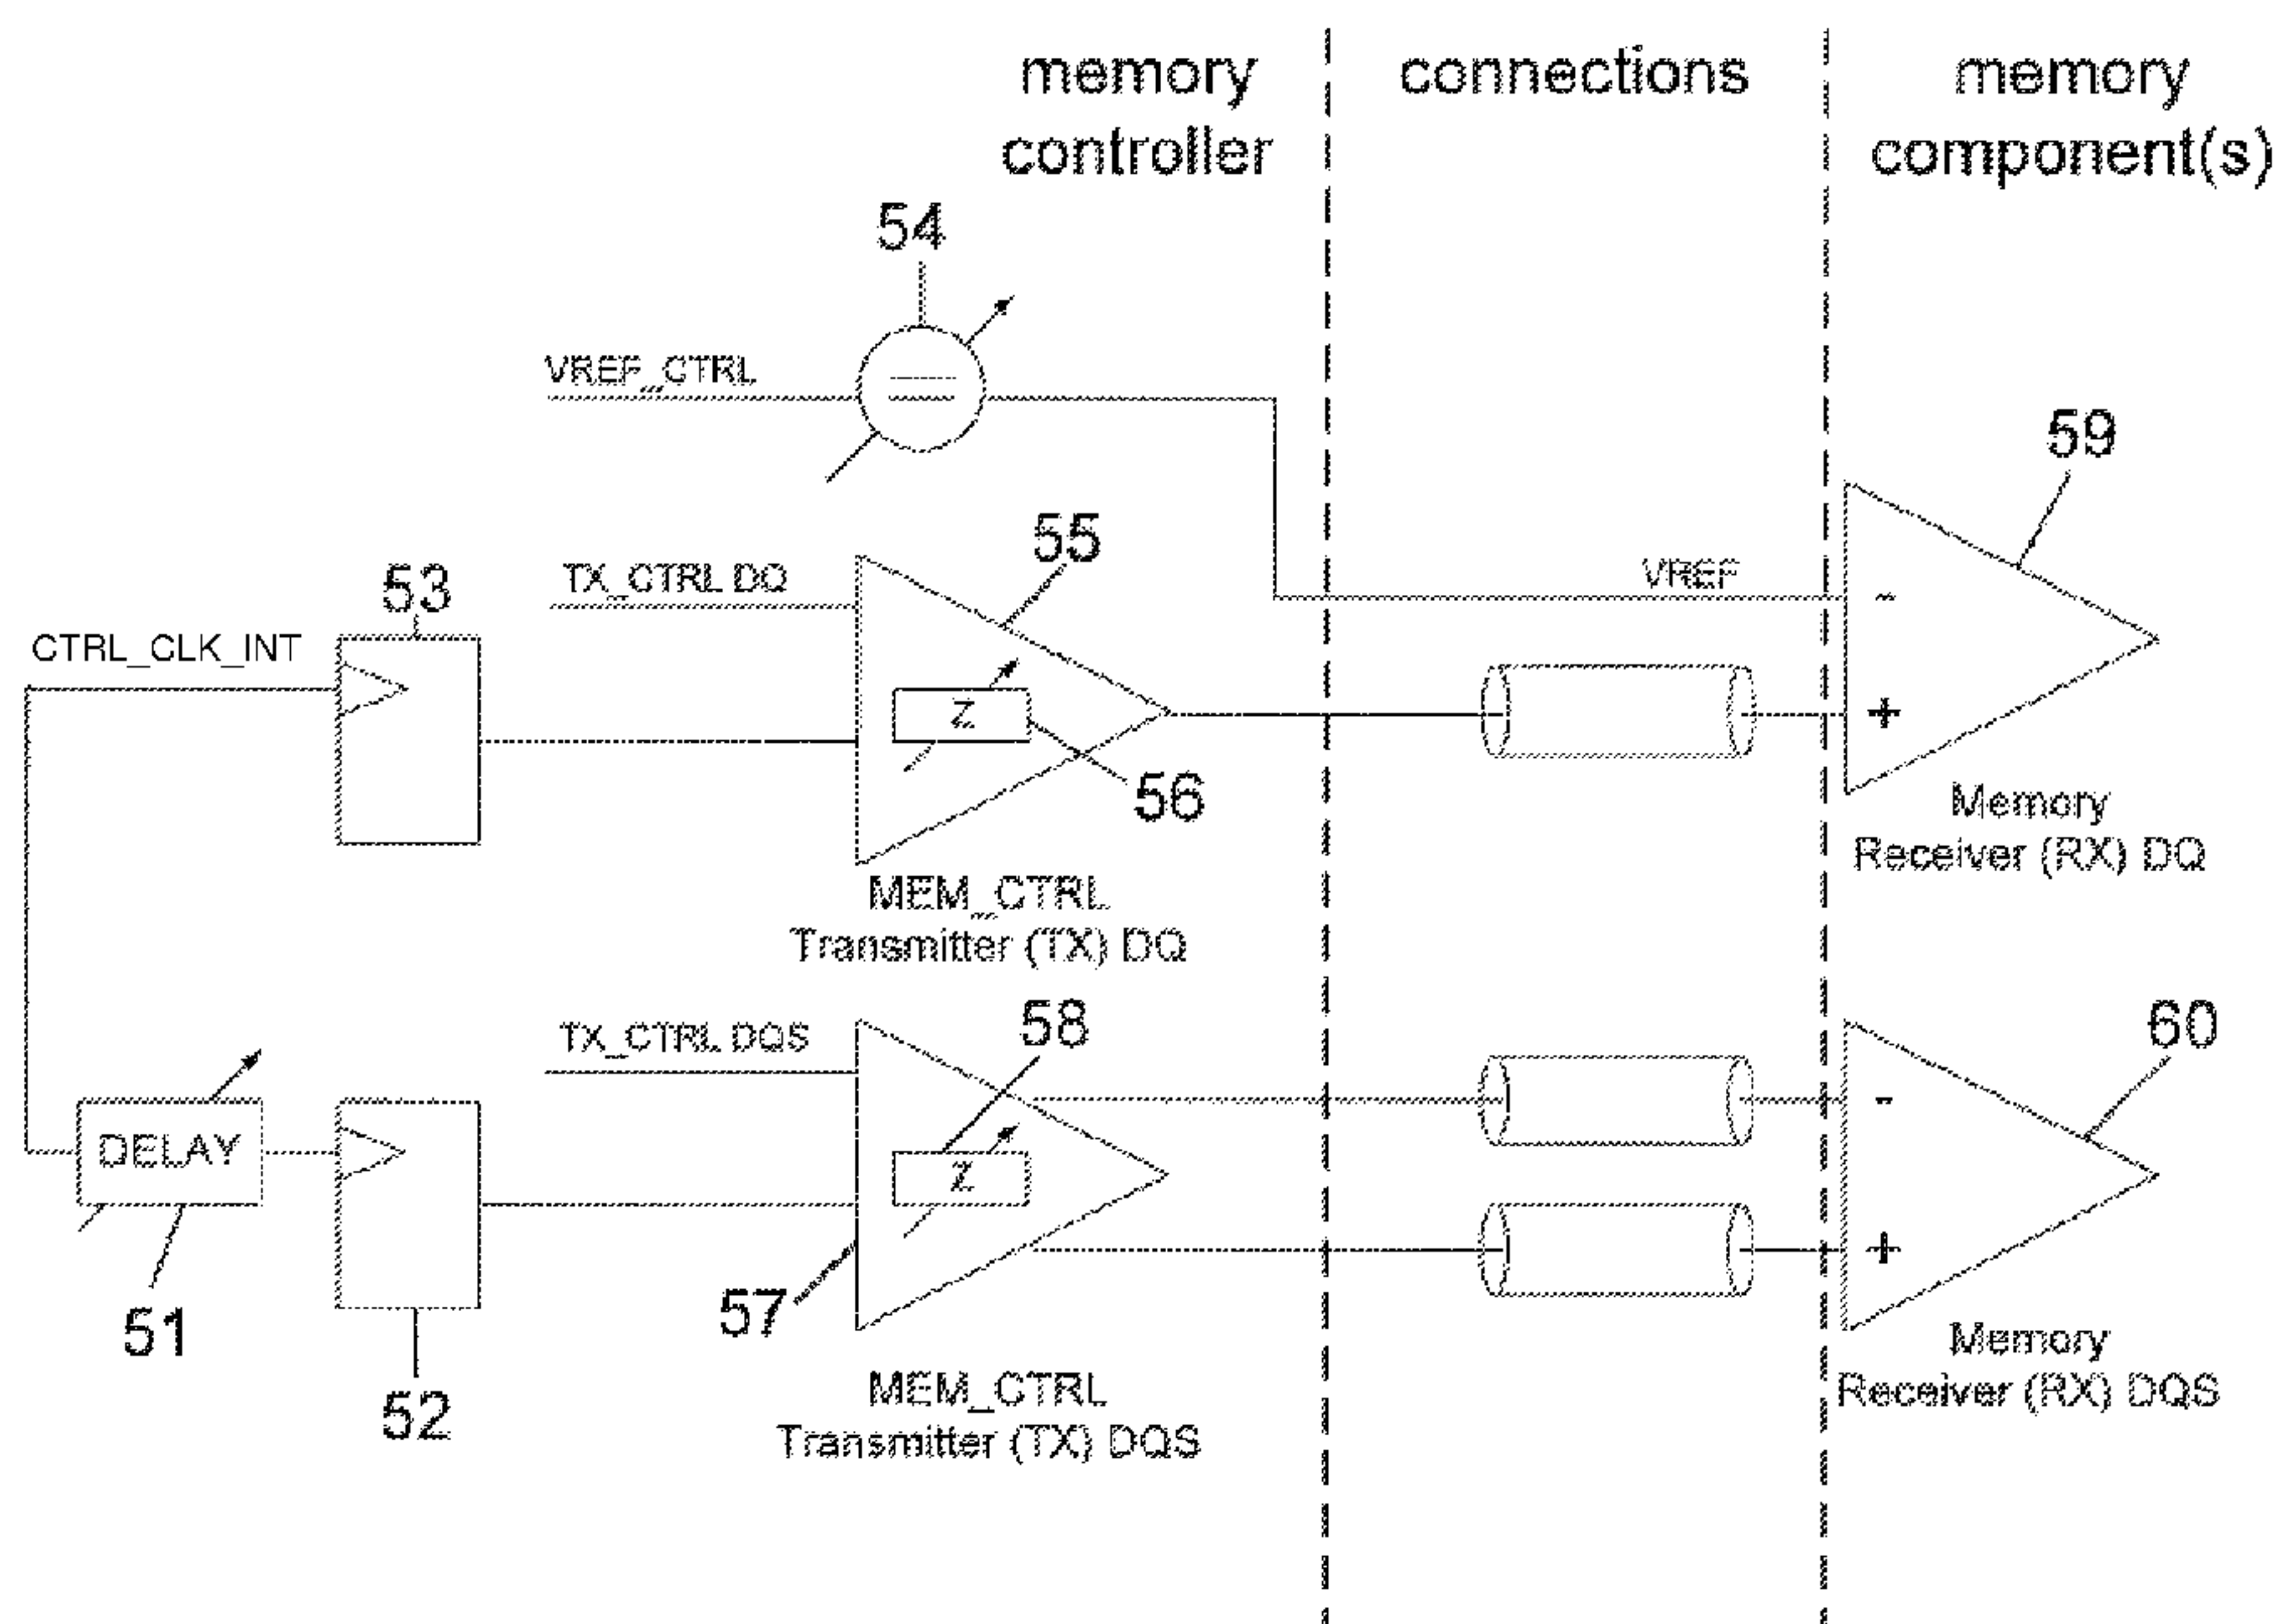 memory
controller
connections
memory
component(s)
54
VREF_CTRL
59
55
TX_CTRL DQ
VREF
53
-
CTRL_CLK_INT
Z
+
56
Memory
Receiver (RX) DQ
MEM_CTRL
Transmitter (TX) DQ
58
60
TX_CTRL DQS
-
DELAY
Z
+
57
51
Memory
Receiver (RX) DQS
52
MEM_CTRL
Transmitter (TX) DQS